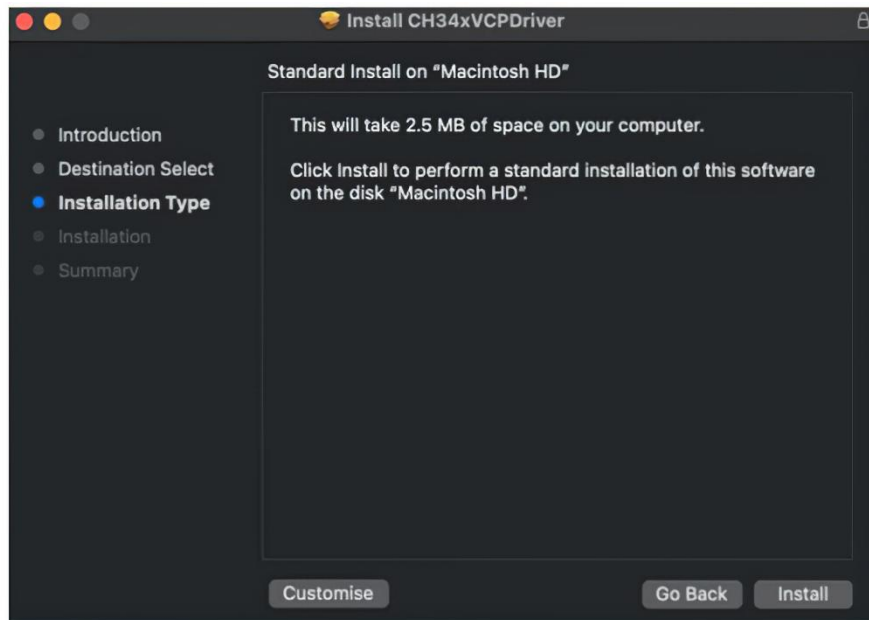 Install CH34xVCPDriver
Standard Install on "Macintosh HD"
Introduction
Destination Select
Installation Type
Installation
Summary
This will take 2.5 MB of space on your computer.
Click Install to perform a standard installation of this software
on the disk "Macintosh HD".
Customise
Go Back
Install